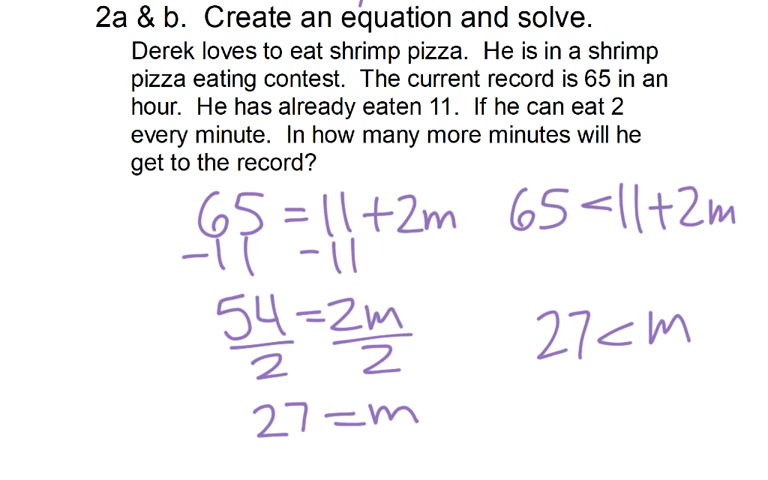 2a & b. Create an equation and solve.
Derek loves to eat shrimp pizza. He is in a shrimp
pizza eating contest. The current record is 65 in an
hour. He has already eaten 11. If he can eat 2
every minute. In how many more minutes will he
get to the record?
65 = 11 + 2m
-11 -11
54 = 2m
2 2
27 = m
65 < 11 + 2m
27 < m